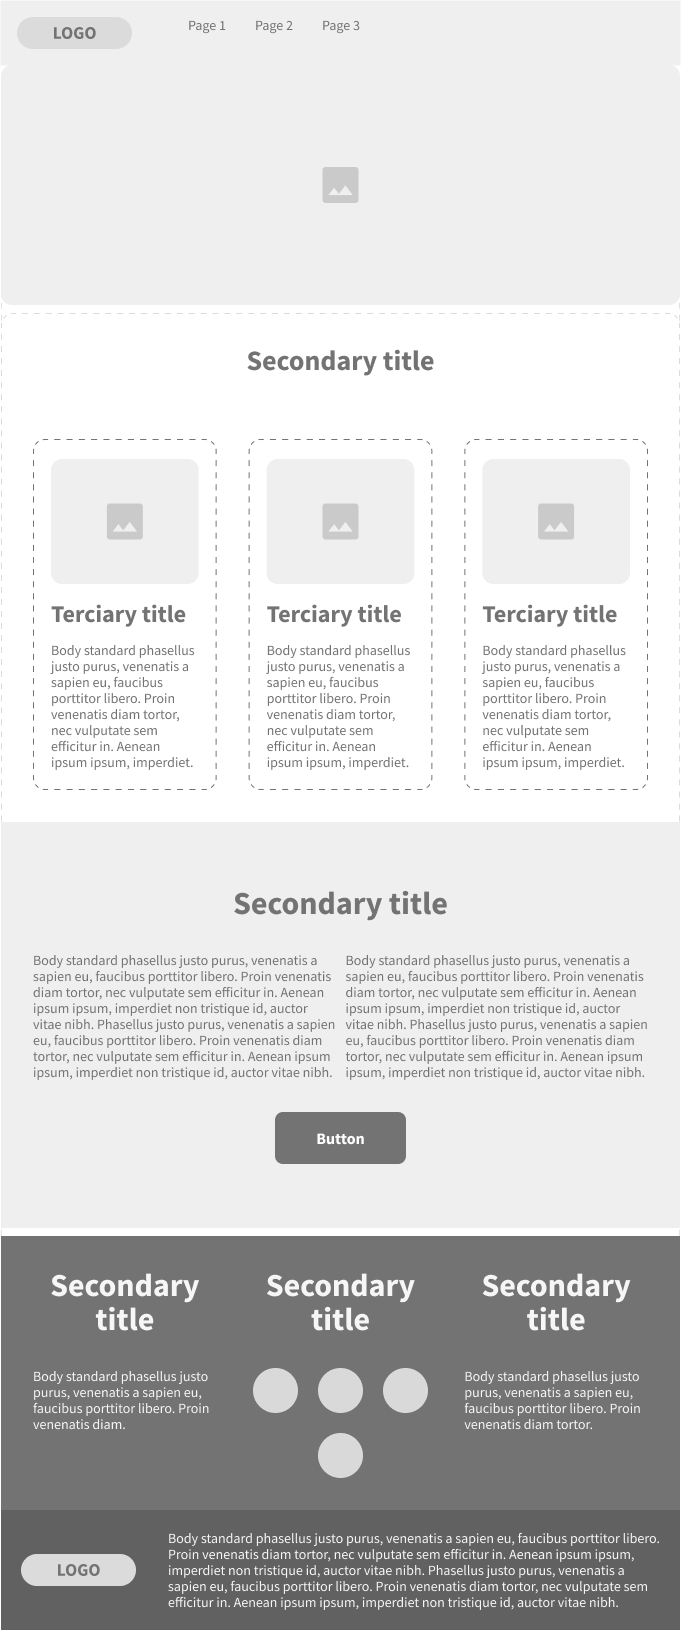 LOGO
Page 1
Page 2
Page 3
Secondary title
Terciary title
Body standard phasellus
justo purus, venenatis a
sapien eu, faucibus
porttitor libero. Proin
venenatis diam tortor,
nec vulputate sem
efficitur in. Aenean
ipsum ipsum, imperdiet.
Terciary title
Body standard phasellus
justo purus, venenatis a
sapien eu, faucibus
porttitor libero. Proin
venenatis diam tortor,
nec vulputate sem
efficitur in. Aenean
ipsum ipsum, imperdiet.
Terciary title
Body standard phasellus
justo purus, venenatis a
sapien eu, faucibus
porttitor libero. Proin
venenatis diam tortor,
nec vulputate sem
efficitur in. Aenean
ipsum ipsum, imperdiet.
Secondary title
Body standard phasellus justo purus, venenatis a
sapien eu, faucibus porttitor libero. Proin venenatis
diam tortor, nec vulputate sem efficitur in. Aenean
ipsum ipsum, imperdiet non tristique id, auctor
vitae nibh. Phasellus justo purus, venenatis a sapien
eu, faucibus porttitor libero. Proin venenatis diam
tortor, nec vulputate sem efficitur in. Aenean ipsum
ipsum, imperdiet non tristique id, auctor vitae nibh.
Body standard phasellus justo purus, venenatis a
sapien eu, faucibus porttitor libero. Proin venenatis
diam tortor, nec vulputate sem efficitur in. Aenean
ipsum ipsum, imperdiet non tristique id, auctor
vitae nibh. Phasellus justo purus, venenatis a sapien
eu, faucibus porttitor libero. Proin venenatis diam
tortor, nec vulputate sem efficitur in. Aenean ipsum
ipsum, imperdiet non tristique id, auctor vitae nibh.
Button
Secondary
title
Body standard phasellus justo
purus, venenatis a sapien eu,
faucibus porttitor libero. Proin
venenatis diam.
Secondary
title
Secondary
title
Body standard phasellus justo
purus, venenatis a sapien eu,
faucibus porttitor libero. Proin
venenatis diam tortor.
LOGO
Body standard phasellus justo purus, venenatis a sapien eu, faucibus porttitor libero.
Proin venenatis diam tortor, nec vulputate sem efficitur in. Aenean ipsum ipsum,
imperdiet non tristique id, auctor vitae nibh. Phasellus justo purus, venenatis a
sapien eu, faucibus porttitor libero. Proin venenatis diam tortor, nec vulputate sem
efficitur in. Aenean ipsum ipsum, imperdiet non tristique id, auctor vitae nibh.